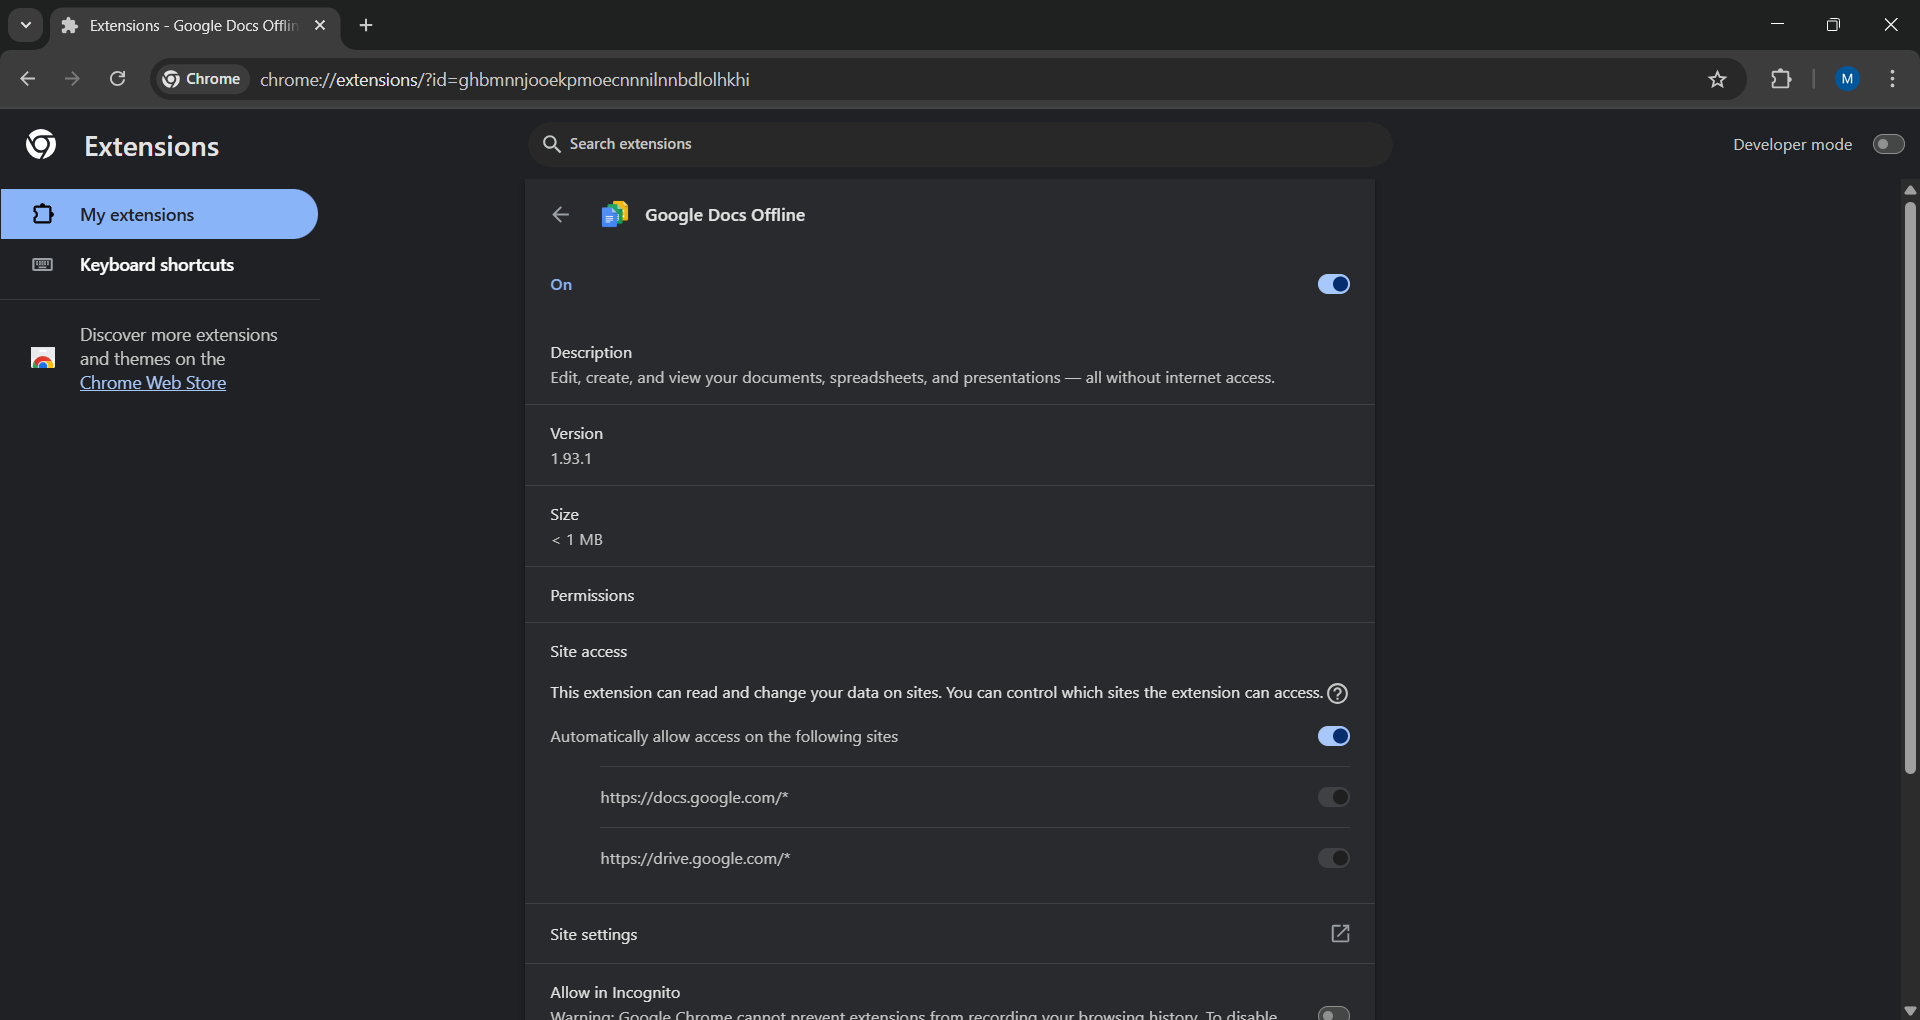 Extensions - Google Docs Offlin
Chrome
chrome://extensions/?id=ghbmnnjooekpmoecnnnilnnbdlolhkhi
M
Extensions
Search extensions
Developer mode
My extensions
Keyboard shortcuts
Discover more extensions
and themes on the
Chrome Web Store
Google Docs Offline
On
Description
Edit, create, and view your documents, spreadsheets, and presentations — all without internet access.
Version
1.93.1
Size
< 1 MB
Permissions
Site access
This extension can read and change your data on sites. You can control which sites the extension can access.
Automatically allow access on the following sites
https://docs.google.com/*
https://drive.google.com/*
Site settings
Allow in Incognito
Warning: Google Chrome cannot prevent extensions from recording your browsing history. To disable